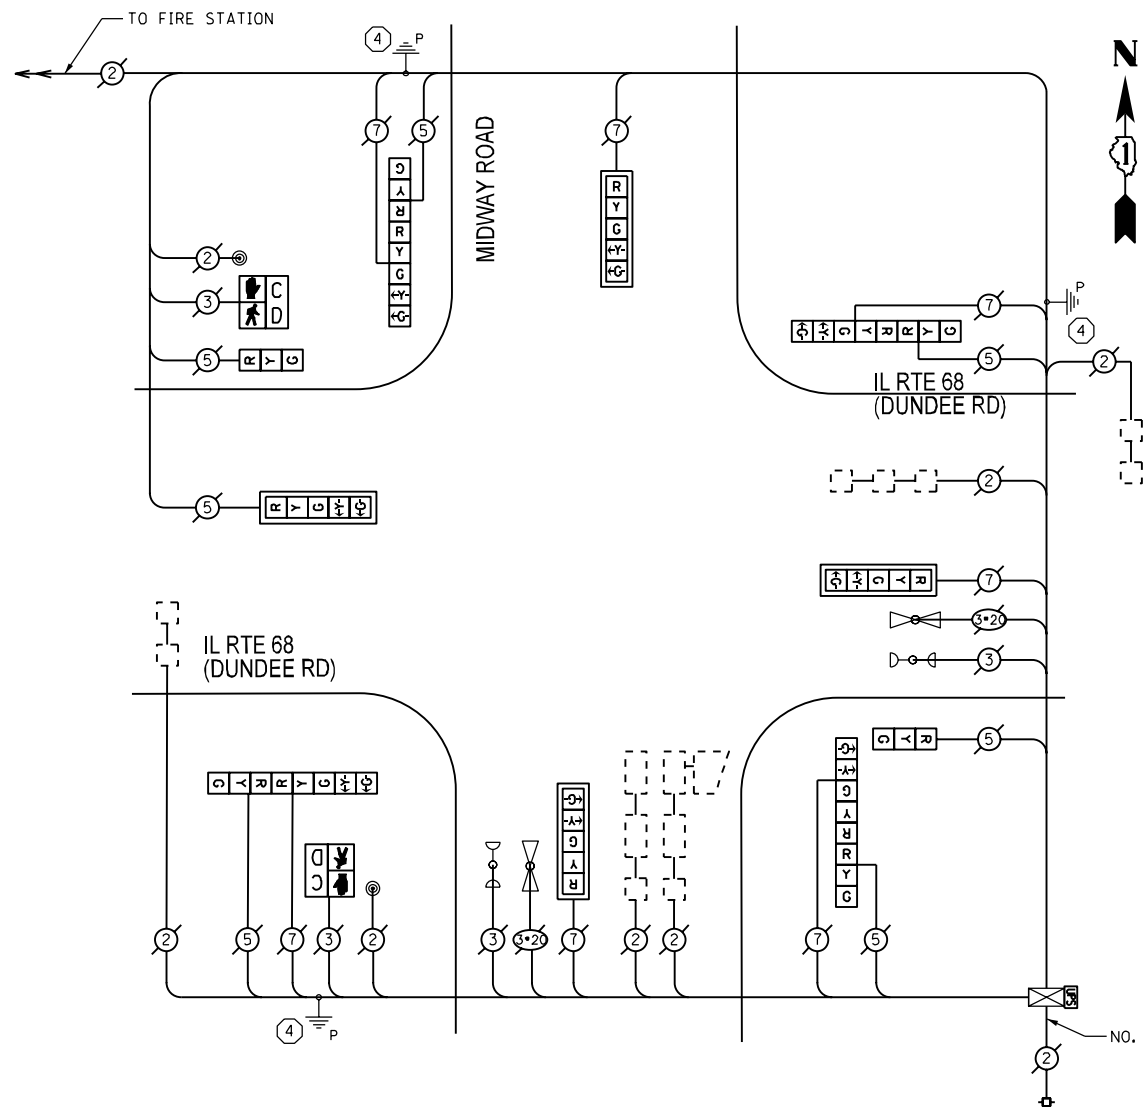 TO FIRE STATION
2
4
P
N
7
5
7
MIDWAY ROAD
G
Y
R
R
Y
G
←Y-
←G-
R
Y
G
←Y-
←G-
1
2
3
C
D
5
R Y G
7
P
4
←G- ←Y- G Y R R Y G
5
2
IL RTE 68
(DUNDEE RD)
2
5
R Y G ←Y- ←G-
←G- ←Y- G Y R
7
3•20
3
IL RTE 68
(DUNDEE RD)
G Y R
5
G Y R R Y G ←Y- ←G-
←G-
←Y-
G
Y
R
R
Y
G
←G-
←Y-
G
Y
R
D
C
2
5
7
3
2
3
3•20
7
2
2
7
5
UPS
4
P
NO.
2